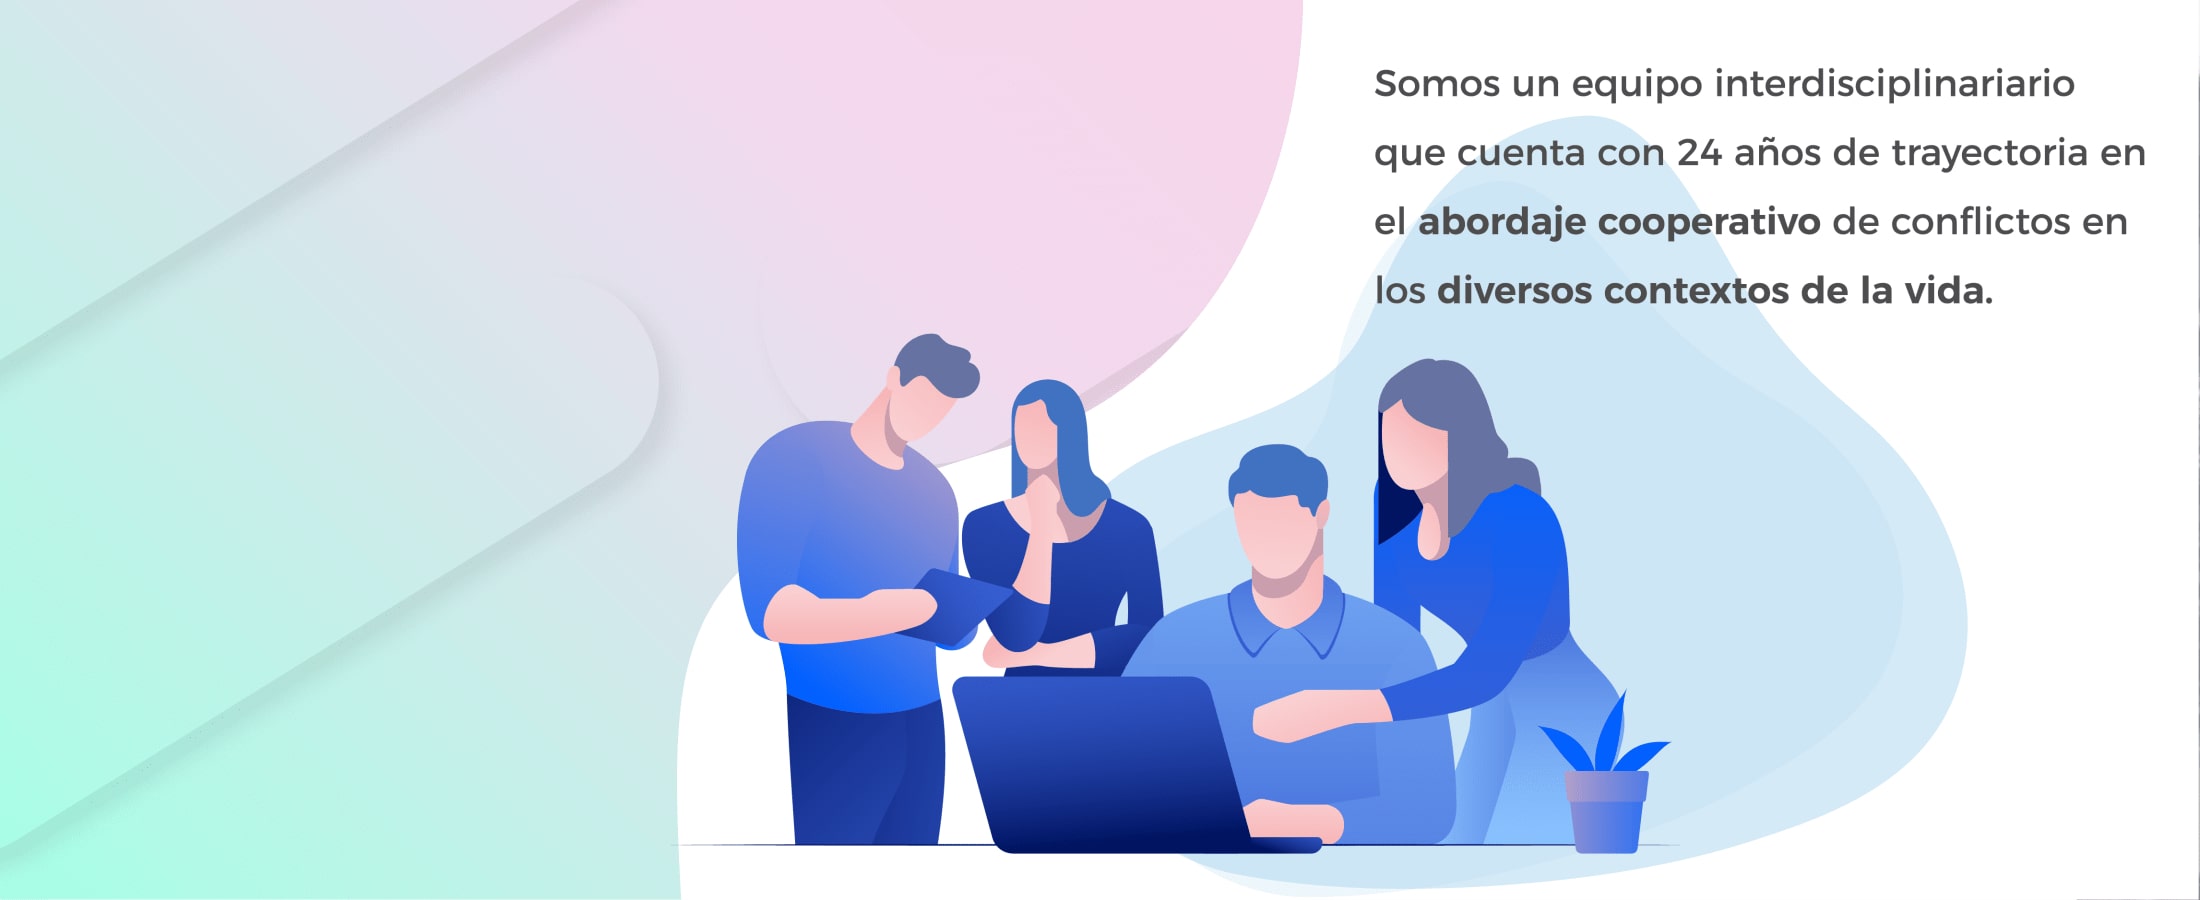 Somos un equipo interdisciplinariario
que cuenta con 24 años de trayectoria en
el abordaje cooperativo de conflictos en
los diversos contextos de la vida.